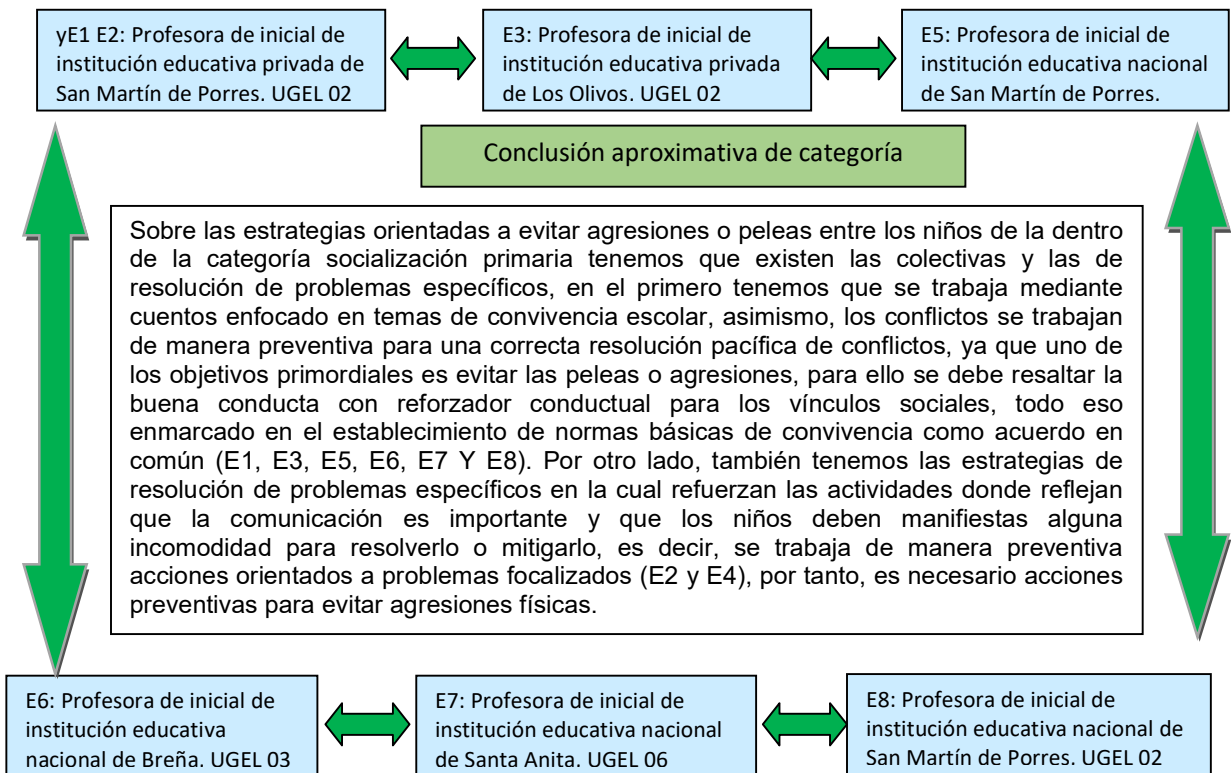 yE1 E2: Profesora de inicial de
institución educativa privada de
San Martín de Porres. UGEL 02
E3: Profesora de inicial de
institución educativa privada
de Los Olivos. UGEL 02
E5: Profesora de inicial de
institución educativa nacional
de San Martín de Porres.
Conclusión aproximativa de categoría
Sobre las estrategias orientadas a evitar agresiones o peleas entre los niños de la dentro
de la categoría socialización primaria tenemos que existen las colectivas y las de
resolución de problemas específicos, en el primero tenemos que se trabaja mediante
cuentos enfocado en temas de convivencia escolar, asimismo, los conflictos se trabajan
de manera preventiva para una correcta resolución pacífica de conflictos, ya que uno de
los objetivos primordiales es evitar las peleas o agresiones, para ello se debe resaltar la
buena conducta con reforzador conductual para los vínculos sociales, todo eso
enmarcado en el establecimiento de normas básicas de convivencia como acuerdo en
común (E1, E3, E5, E6, E7 Y E8). Por otro lado, también tenemos las estrategias de
resolución de problemas específicos en la cual refuerzan las actividades donde reflejan
que la comunicación es importante y que los niños deben manifiestas alguna
incomodidad para resolverlo o mitigarlo, es decir, se trabaja de manera preventiva
acciones orientados a problemas focalizados (E2 y E4), por tanto, es necesario acciones
preventivas para evitar agresiones físicas.
E6: Profesora de inicial de
institución educativa
nacional de Breña. UGEL 03
E7: Profesora de inicial de
institución educativa nacional
de Santa Anita. UGEL 06
E8: Profesora de inicial de
institución educativa nacional de
San Martín de Porres. UGEL 02